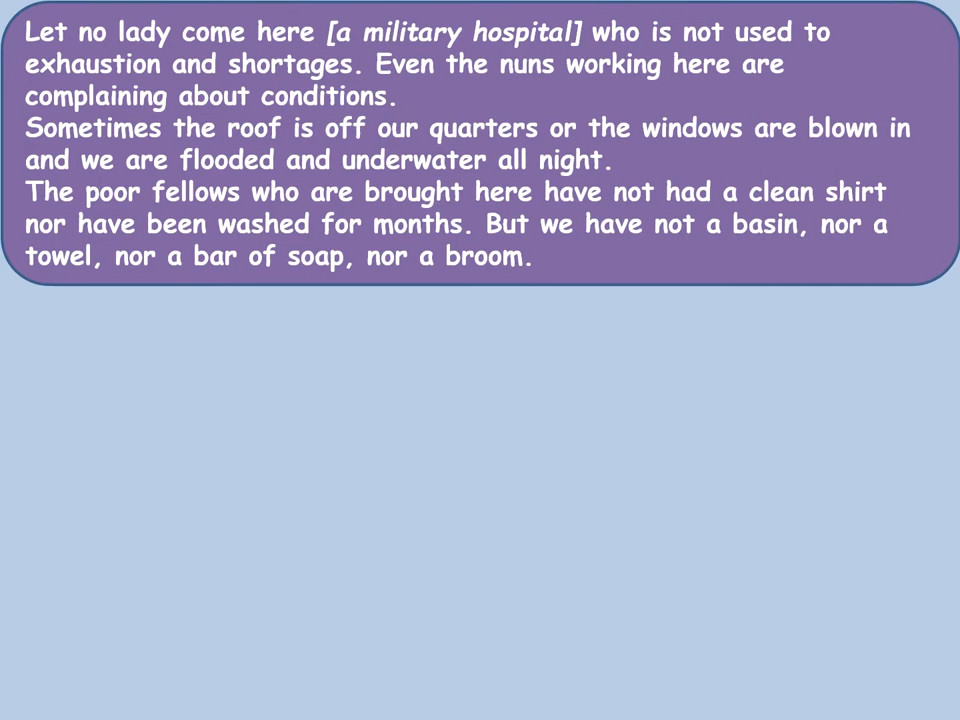 Let no lady come here [a military hospital] who is not used to
exhaustion and shortages. Even the nuns working here are
complaining about conditions.
Sometimes the roof is off our quarters or the windows are blown in
and we are flooded and underwater all night.
The poor fellows who are brought here have not had a clean shirt
nor have been washed for months. But we have not a basin, nor a
towel, nor a bar of soap, nor a broom.